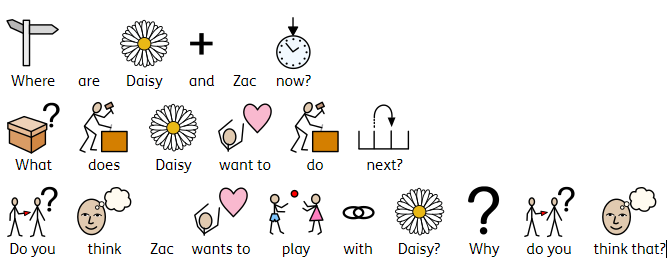 Where are Daisy and Zac now?
What does Daisy want to do next?
Do you think Zac wants to play with Daisy? Why do you think that?